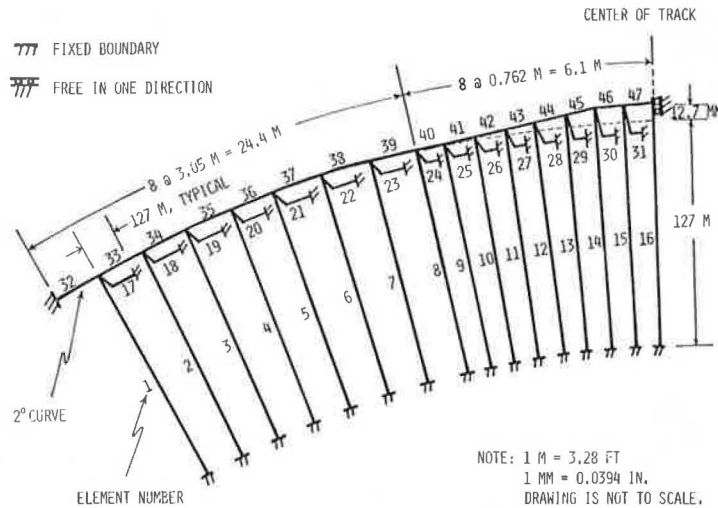 CENTER OF TRACK
FIXED BOUNDARY
FREE IN ONE DIRECTION
8 @ 0.762 M = 6.1 M
8 @ 3.05 M = 24.4 M
127 M, TYPICAL
12.7 MM
127 M
32 33 34 35 36 37 38 39 40 41 42 43 44 45 46 47
17 18 19 20 21 22 23 24 25 26 27 28 29 30 31
1 2 3 4 5 6 7 8 9 10 11 12 13 14 15 16
2° CURVE
ELEMENT NUMBER
NOTE: 1 M = 3.28 FT
1 MM = 0.0394 IN.
DRAWING IS NOT TO SCALE.